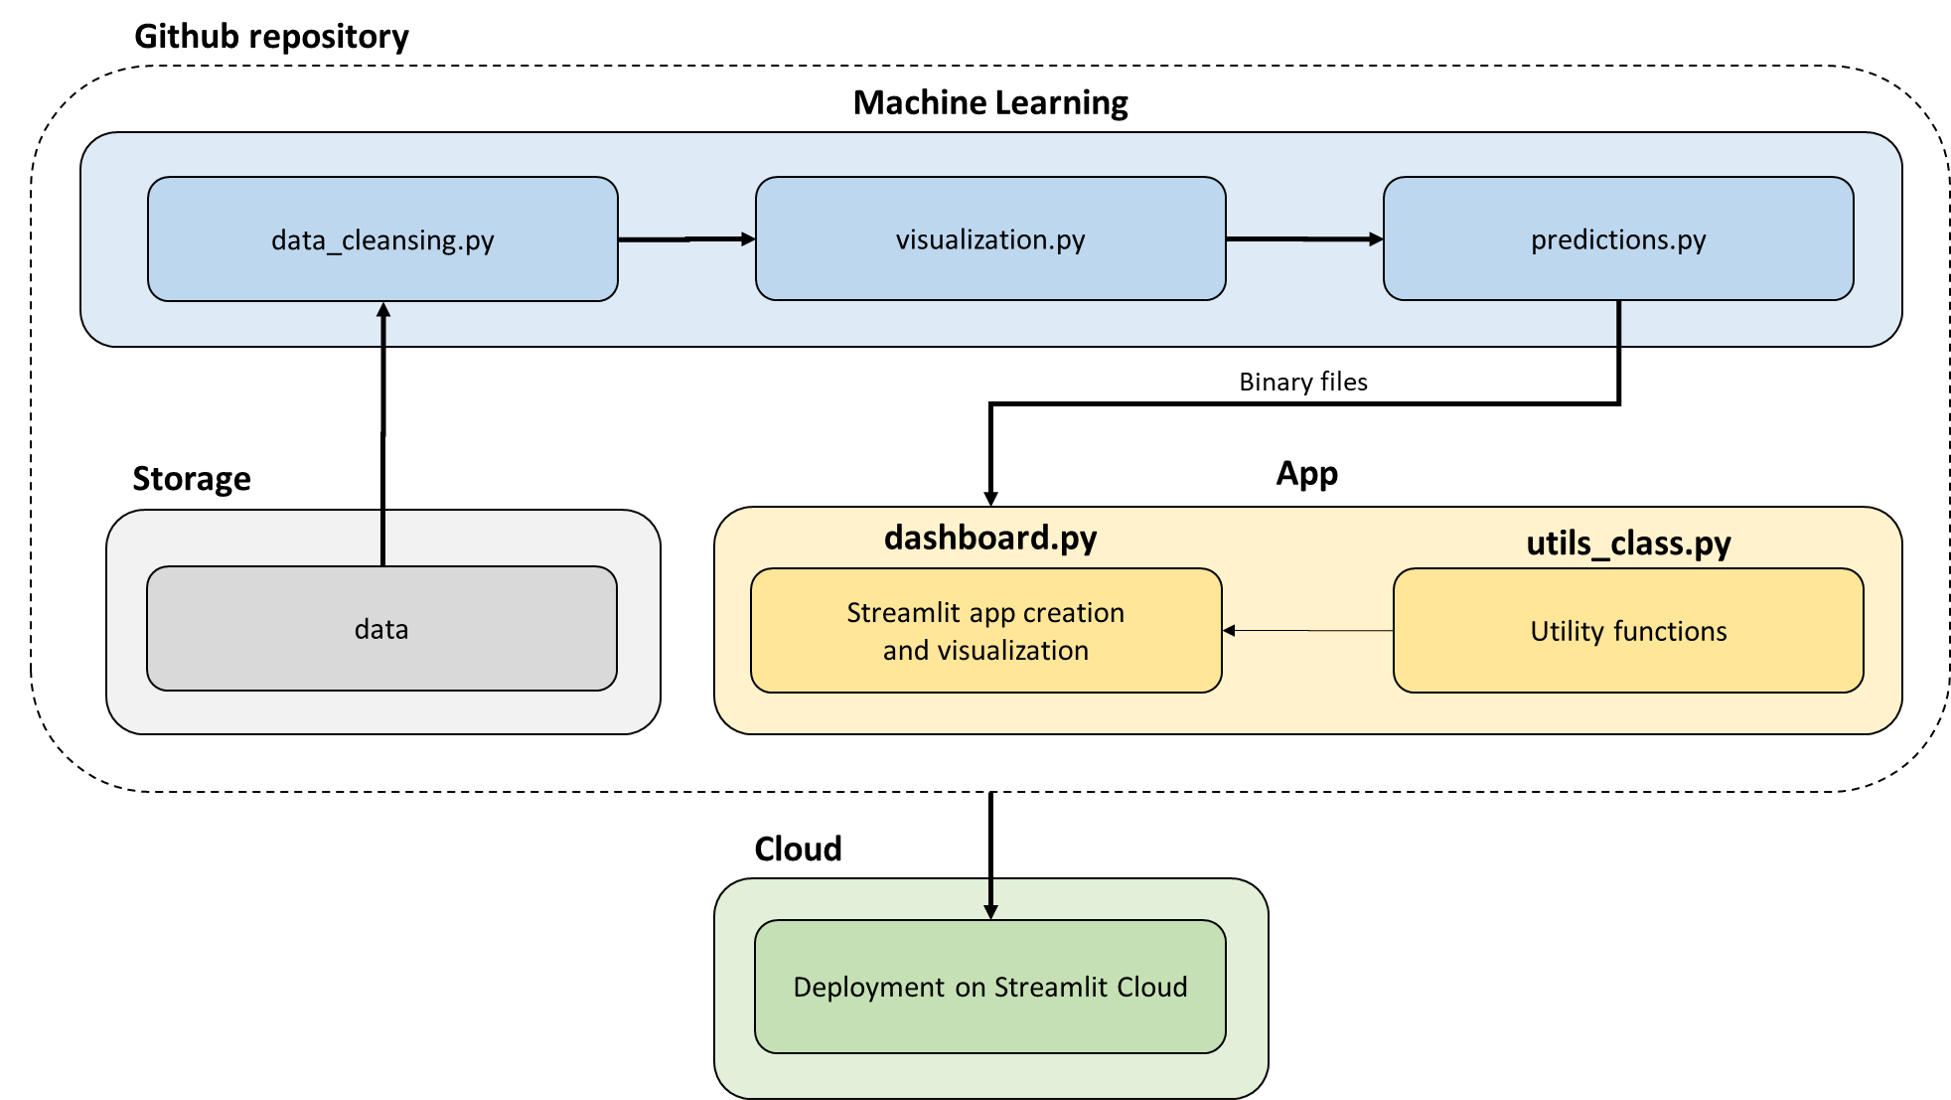 Github repository
Machine Learning
data_cleansing.py
visualization.py
predictions.py
Binary files
Storage
App
data
dashboard.py
utils_class.py
Streamlit app creation
and visualization
Utility functions
Cloud
Deployment on Streamlit Cloud